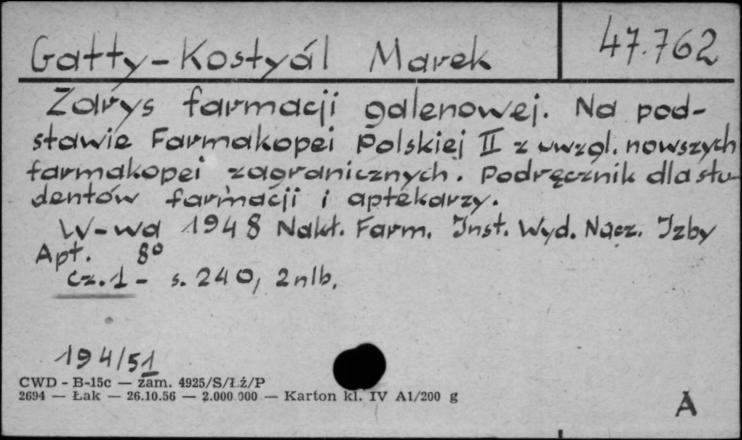 Gatty-Kostyál Marek 47.762
Zarys farmacji galenowej. Na pod-
stawie Farmakopei Polskiej II z uwzgl. nowszych
farmakopei zagranicznych. Podręcznik dla stu-
dentów farmacji i aptekarzy.
W-wa 1948 Nakł. Farm. Inst. Wyd. Nacz. Izby
Apt. 8°
cz. 1 - s. 240, 2 nlb.
194/51
CWD - B-15c — zam. 4925/S/Łź/P
2694 — Łak — 26.10.56 — 2.000.000 — Karton kl. IV A1/200 g
A